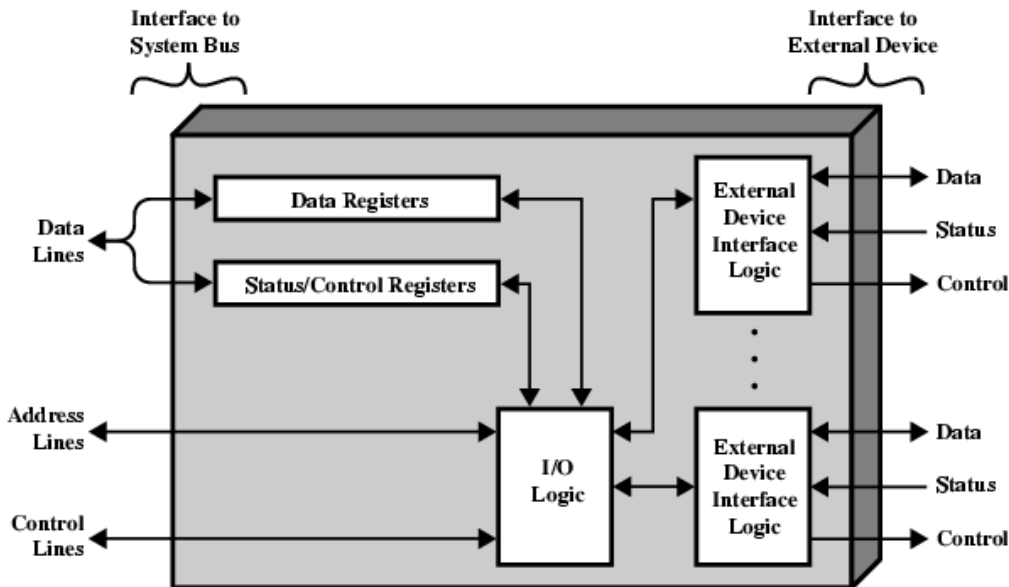 Interface to
System Bus
Interface to
External Device
Data Registers
Status/Control Registers
Data
Lines
Address
Lines
Control
Lines
I/O
Logic
External
Device
Interface
Logic
Data
Status
Control
External
Device
Interface
Logic
Data
Status
Control